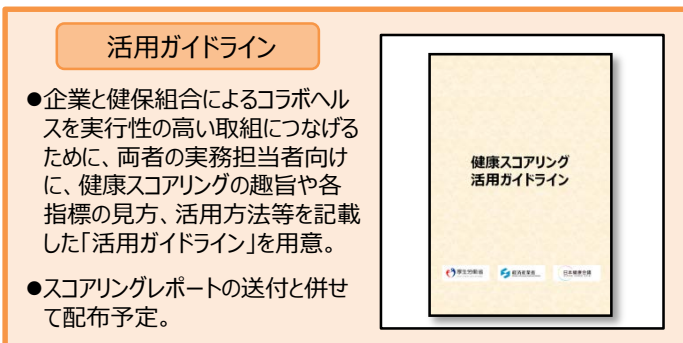 活用ガイドライン
●企業と健保組合によるコラボヘル
スを実行性の高い取組につなげる
ために、両者の実務担当者向け
に、健康スコアリングの趣旨や各
指標の見方、活用方法等を記載
した「活用ガイドライン」を用意。
●スコアリングレポートの送付と併せ
て配布予定。
健康スコアリング
活用ガイドライン
厚生労働省
経済産業省
日本健康会議